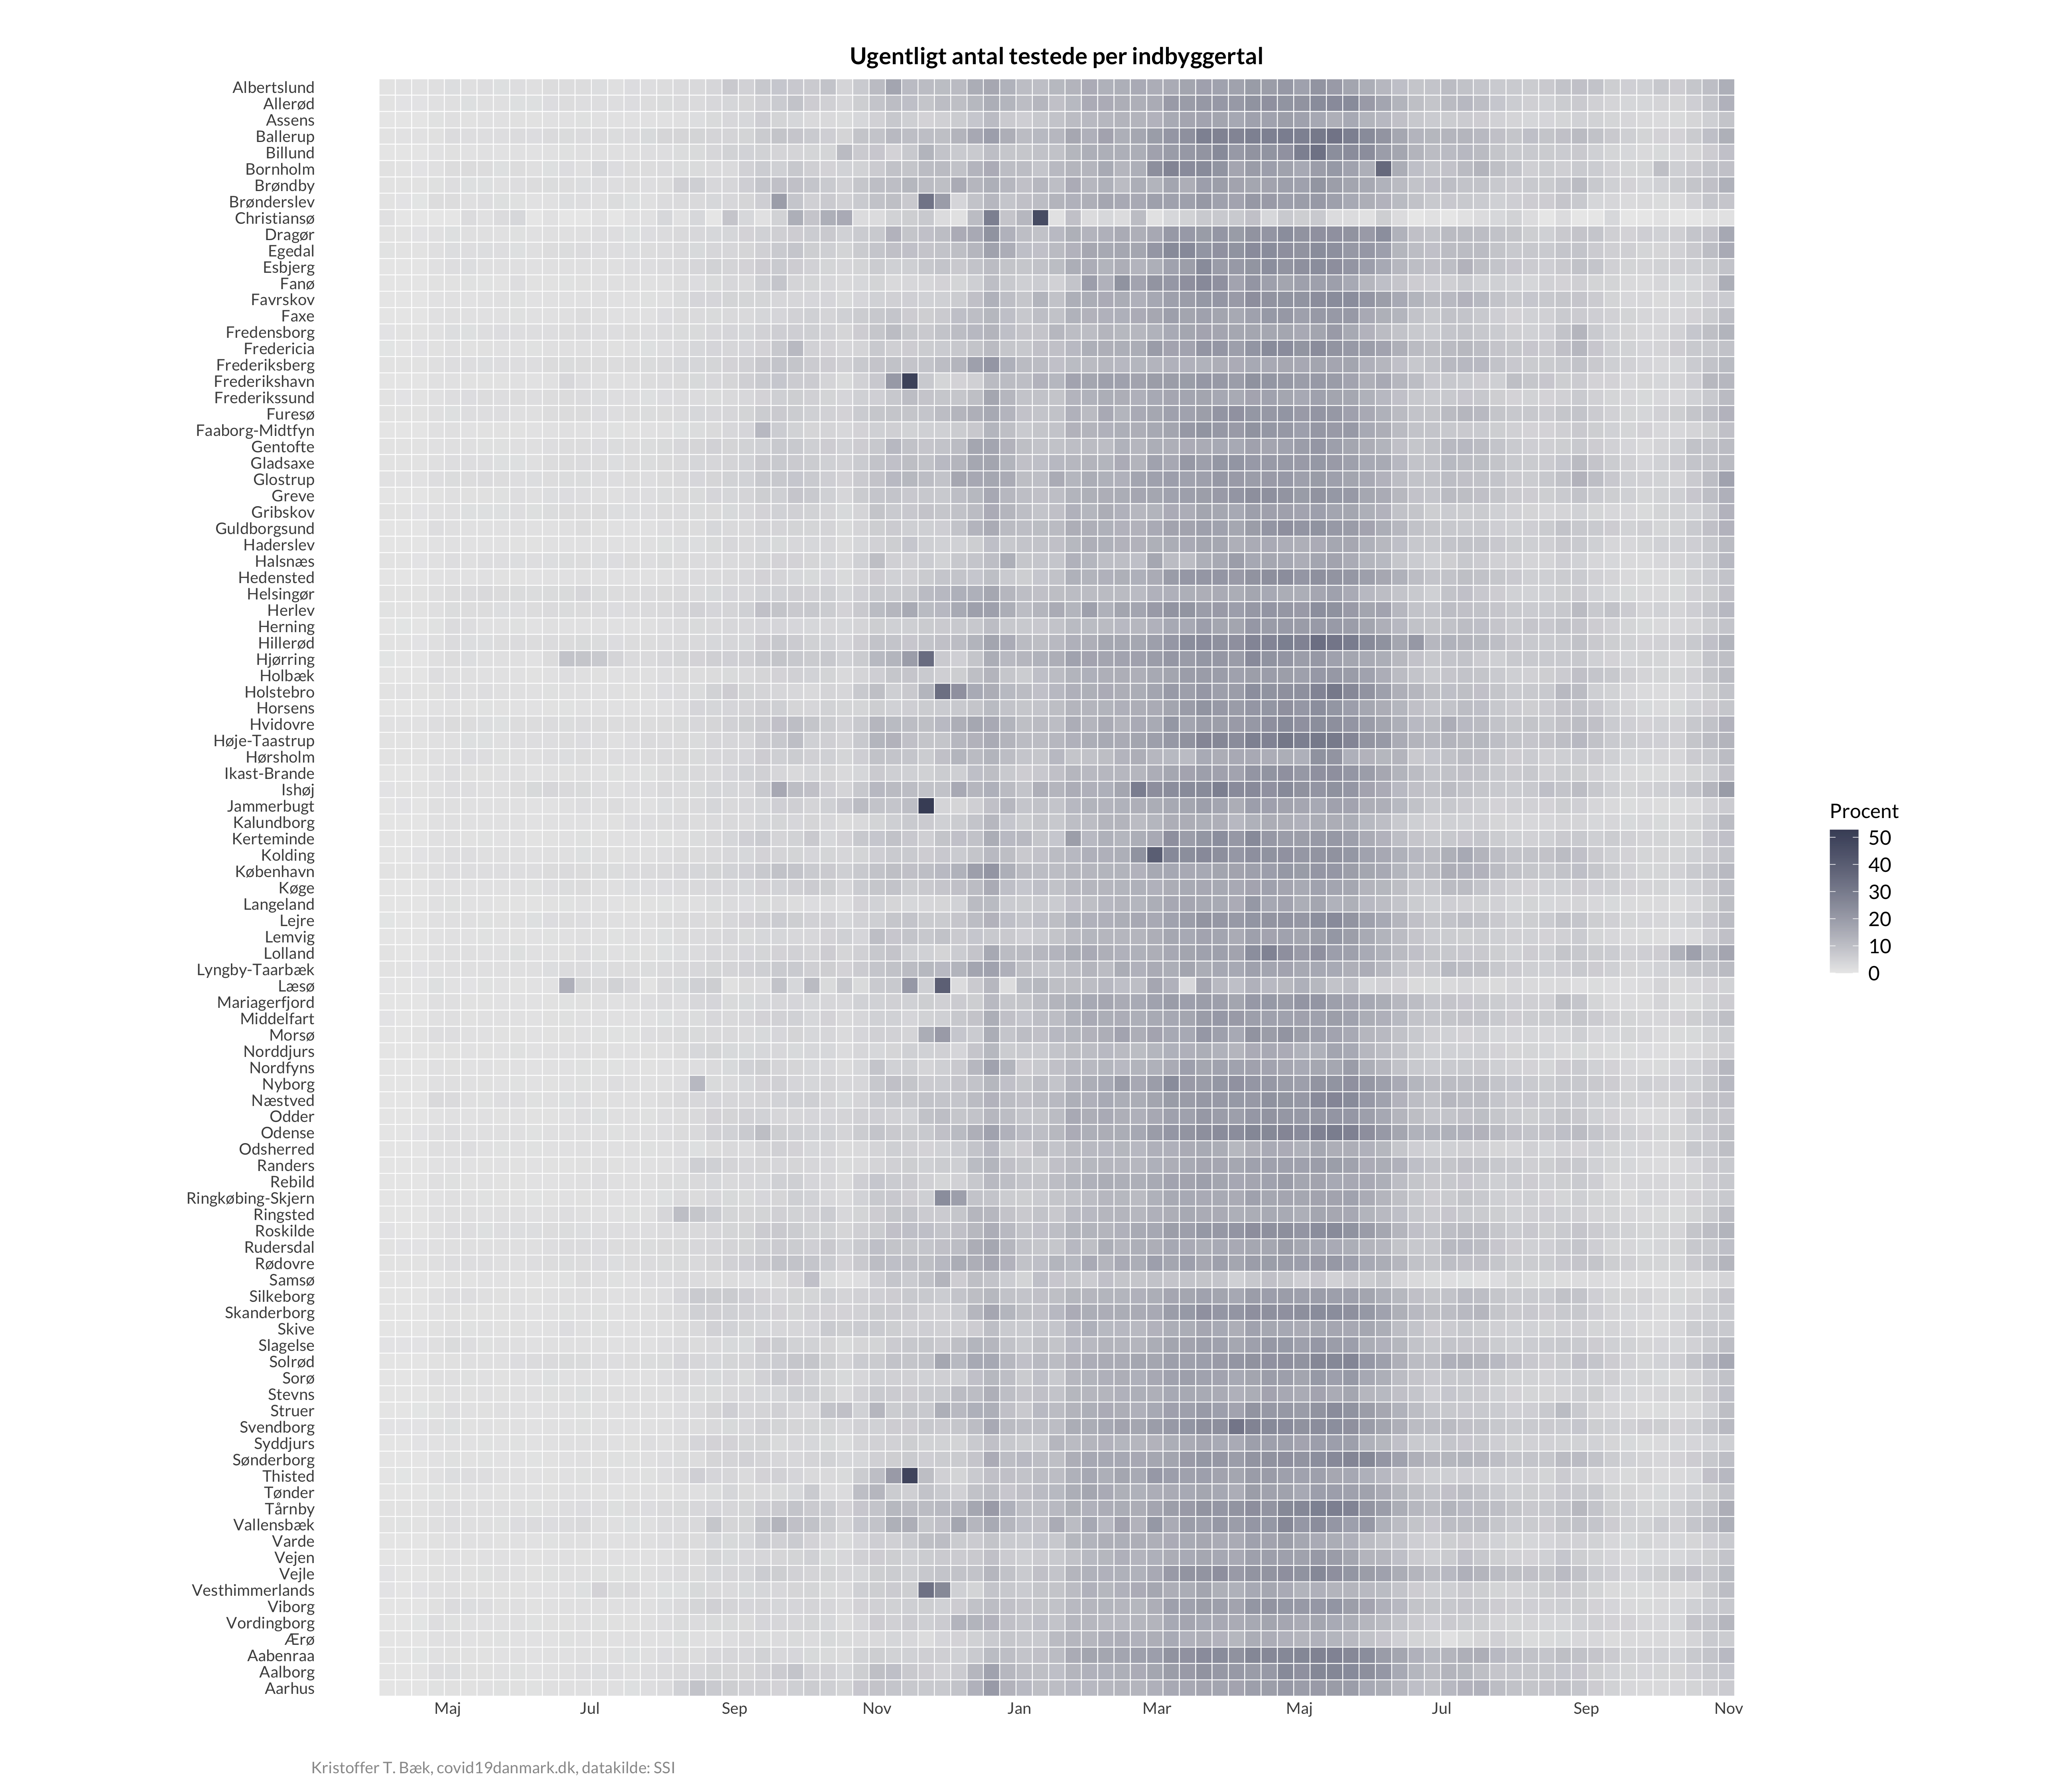 Ugentligt antal testede per indbyggertal
Albertslund
Allerød
Assens
Ballerup
Billund
Bornholm
Brøndby
Brønderslev
Christiansø
Dragør
Egedal
Esbjerg
Fanø
Favrskov
Faxe
Fredensborg
Fredericia
Frederiksberg
Frederikshavn
Frederikssund
Furesø
Faaborg-Midtfyn
Gentofte
Gladsaxe
Glostrup
Greve
Gribskov
Guldborgsund
Haderslev
Halsnæs
Hedensted
Helsingør
Herlev
Herning
Hillerød
Hjørring
Holbæk
Holstebro
Horsens
Hvidovre
Høje-Taastrup
Hørsholm
Ikast-Brande
Ishøj
Jammerbugt
Kalundborg
Kerteminde
Kolding
København
Køge
Langeland
Lejre
Lemvig
Lolland
Lyngby-Taarbæk
Læsø
Mariagerfjord
Middelfart
Morsø
Norddjurs
Nordfyns
Nyborg
Næstved
Odder
Odense
Odsherred
Randers
Rebild
Ringkøbing-Skjern
Ringsted
Roskilde
Rudersdal
Rødovre
Samsø
Silkeborg
Skanderborg
Skive
Slagelse
Solrød
Sorø
Stevns
Struer
Svendborg
Syddjurs
Sønderborg
Thisted
Tønder
Tårnby
Vallensbæk
Varde
Vejen
Vejle
Vesthimmerlands
Viborg
Vordingborg
Ærø
Aabenraa
Aalborg
Aarhus
Maj Jul Sep Nov Jan Mar Maj Jul Sep Nov
Procent
50
40
30
20
10
0
Kristoffer T. Bæk, covid19danmark.dk, datakilde: SSI